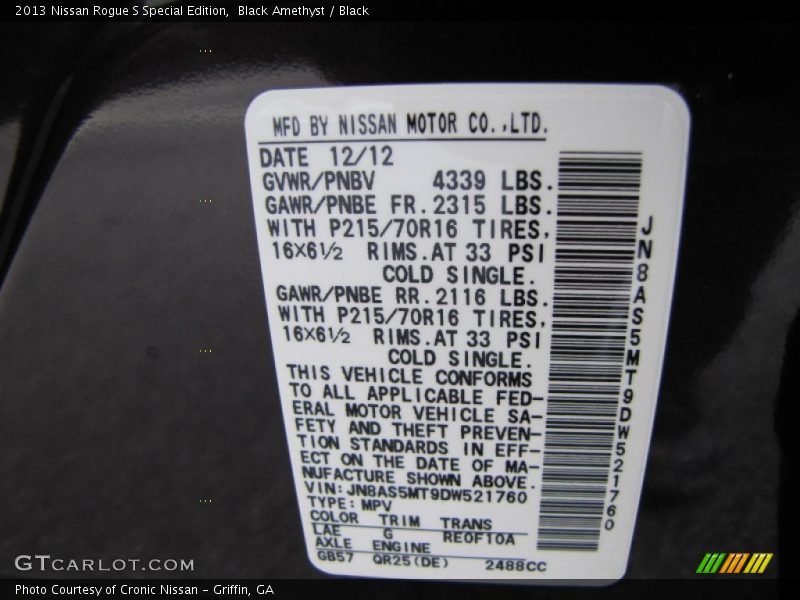 2013 Nissan Rogue S Special Edition,  Black Amethyst / Black
MFD BY NISSAN MOTOR CO.,LTD.
DATE 12/12
GVWR/PNBV 4339 LBS.
GAWR/PNBE FR.2315 LBS.
WITH P215/70R16 TIRES,
16X6½ RIMS.AT 33 PSI
COLD SINGLE.
GAWR/PNBE RR.2116 LBS.
WITH P215/70R16 TIRES,
16X6½ RIMS.AT 33 PSI
COLD SINGLE.
THIS VEHICLE CONFORMS
TO ALL APPLICABLE FED-
ERAL MOTOR VEHICLE SA-
FETY AND THEFT PREVEN-
TION STANDARDS IN EFF-
ECT ON THE DATE OF MA-
NUFACTURE SHOWN ABOVE.
VIN:JN8AS5MT9DW521760
TYPE:MPV
COLOR TRIM TRANS
LAE G RE0F10A
AXLE ENGINE
GB57 QR25(DE) 2488CC
JN8AS5MT9DW521760
GTCARLOT.COM
Photo Courtesy of Cronic Nissan - Griffin, GA